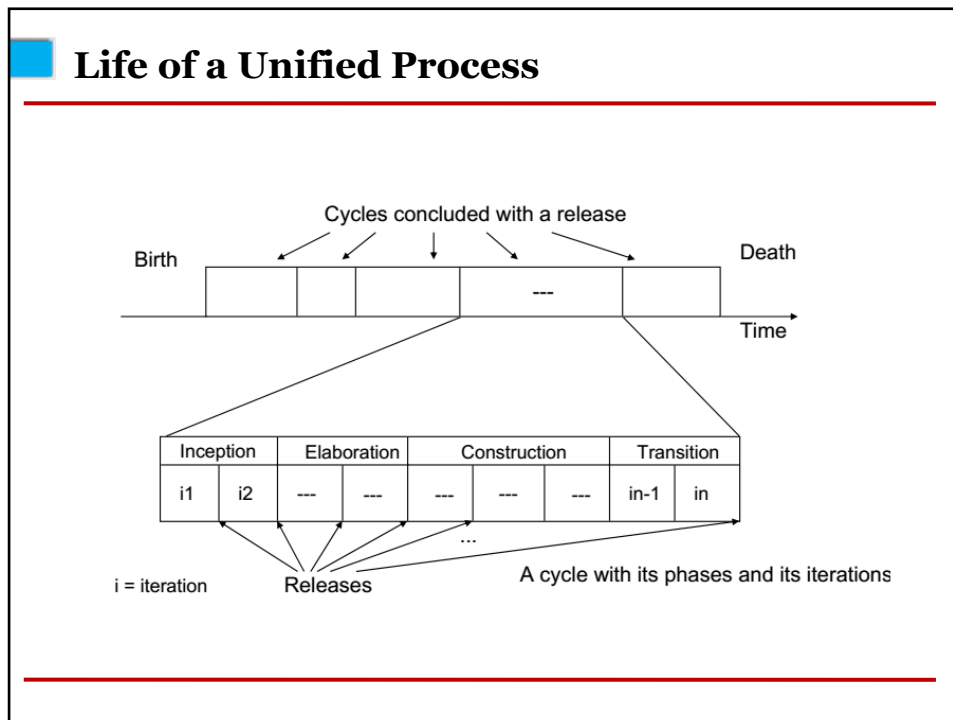 Life of a Unified Process
Cycles concluded with a release
Birth
Death
---
Time
Inception Elaboration Construction Transition
i1 i2 --- --- --- --- --- in-1 in
...
i = iteration
Releases
A cycle with its phases and its iterations